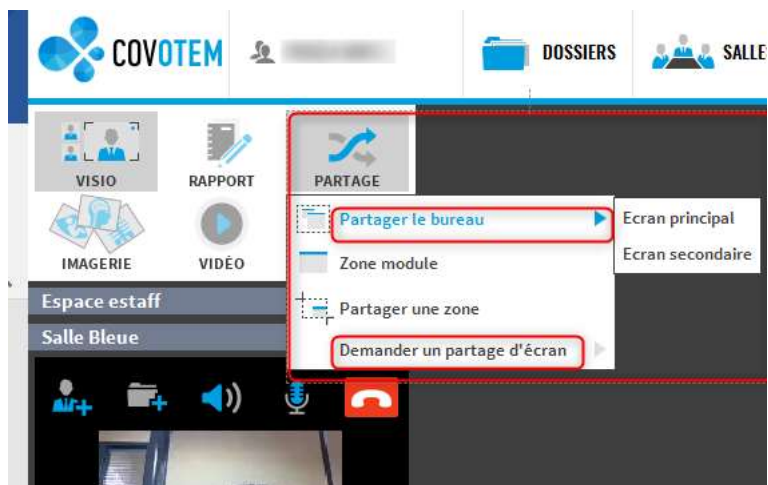 COVOTEM
DOSSIERS
VISIO
RAPPORT
PARTAGE
IMAGERIE
VIDÉO
Partager le bureau
Ecran principal
Ecran secondaire
Zone module
Partager une zone
Demander un partage d'écran
Espace estaff
Salle Bleue